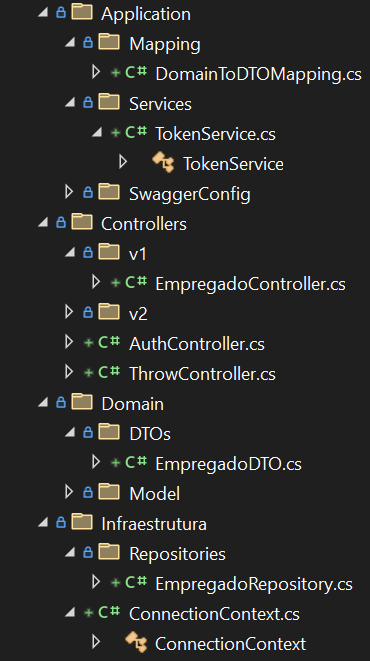 Application
Mapping
C# DomainToDTOMapping.cs
Services
C# TokenService.cs
TokenService
SwaggerConfig
Controllers
v1
C# EmpregadoController.cs
v2
C# AuthController.cs
C# ThrowController.cs
Domain
DTOs
C# EmpregadoDTO.cs
Model
Infraestrutura
Repositories
C# EmpregadoRepository.cs
C# ConnectionContext.cs
ConnectionContext